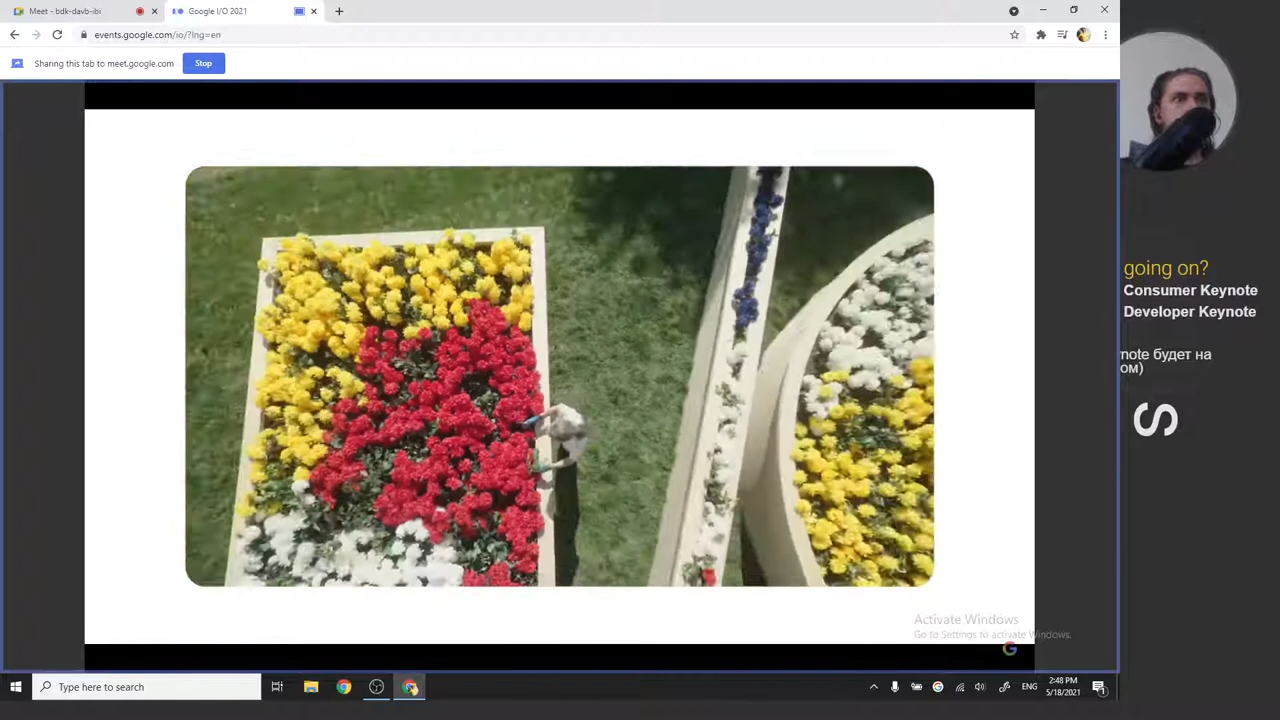 Meet - bdk-davb-ibi
Google I/O 2021
events.google.com/io/?lng=en
Sharing this tab to meet.google.com
Stop
going on?
Consumer Keynote
Developer Keynote
note будет на
ом)
S
Activate Windows
Go to Settings to activate Windows.
G
Type here to search
ENG
2:48 PM
5/18/2021
1